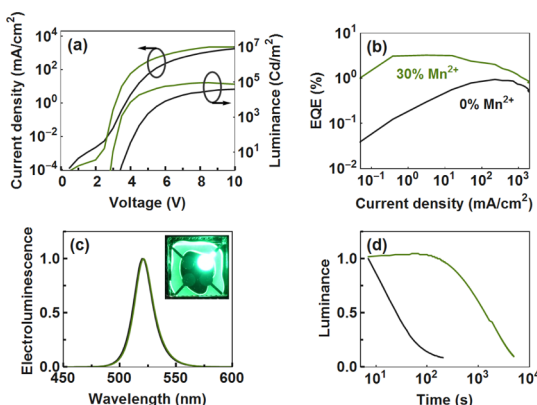 (a)
Current density (mA/cm²)
10⁴
10²
10⁰
10⁻²
10⁻⁴
0 2 4 6 8 10
Voltage (V)
10⁷
10⁵
10³
10¹
Luminance (Cd/m²)
(b)
EQE (%)
10¹
10⁰
10⁻¹
10⁻²
30% Mn²⁺
0% Mn²⁺
10⁻¹ 10⁰ 10¹ 10² 10³
Current density (mA/cm²)
(c)
Electroluminescence
1.0
0.5
0.0
450 500 550 600
Wavelength (nm)
(d)
Luminance
1.0
0.5
0.0
10¹ 10² 10³ 10⁴
Time (s)